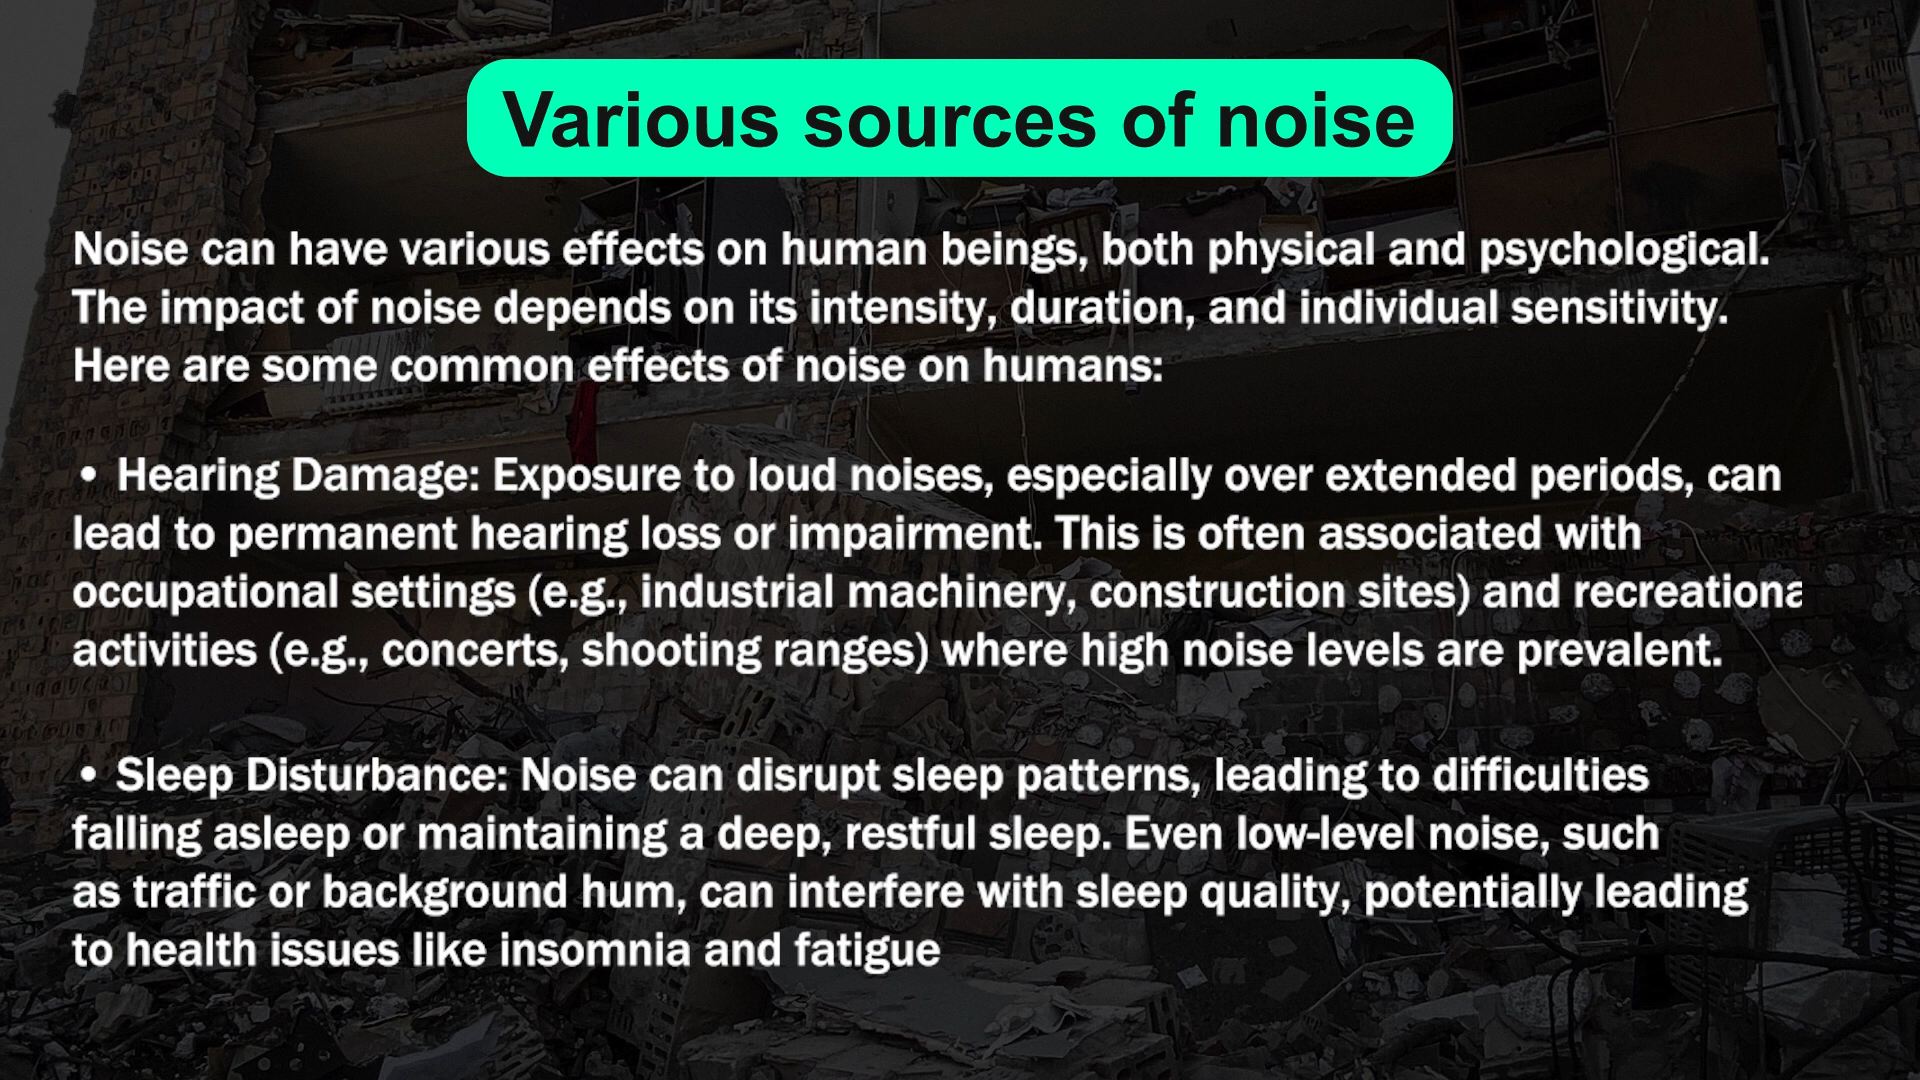 Various sources of noise
Noise can have various effects on human beings, both physical and psychological.
The impact of noise depends on its intensity, duration, and individual sensitivity.
Here are some common effects of noise on humans:
• Hearing Damage: Exposure to loud noises, especially over extended periods, can
lead to permanent hearing loss or impairment. This is often associated with
occupational settings (e.g., industrial machinery, construction sites) and recreationa
activities (e.g., concerts, shooting ranges) where high noise levels are prevalent.
• Sleep Disturbance: Noise can disrupt sleep patterns, leading to difficulties
falling asleep or maintaining a deep, restful sleep. Even low-level noise, such
as traffic or background hum, can interfere with sleep quality, potentially leading
to health issues like insomnia and fatigue